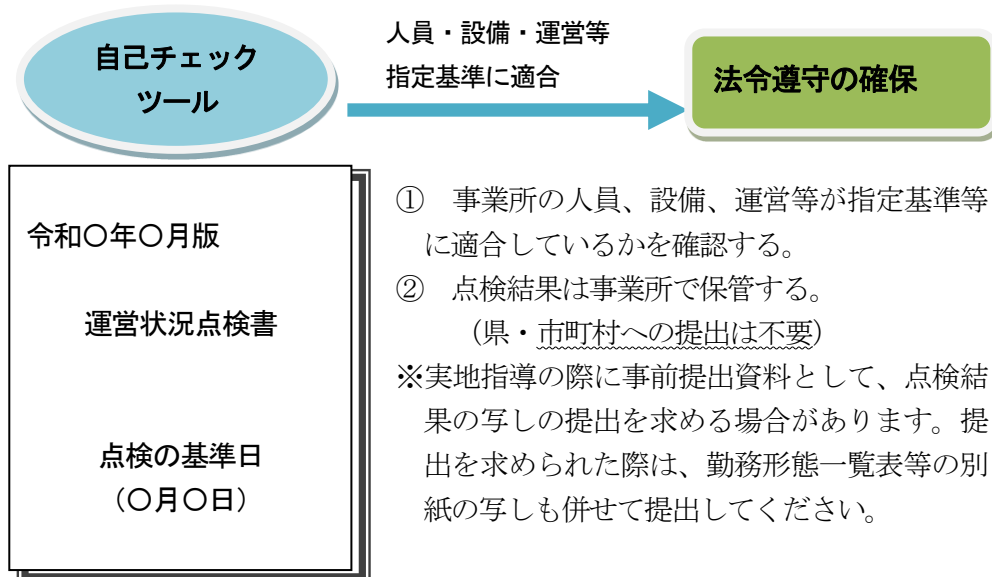 自己チェック
ツール
人員・設備・運営等
指定基準に適合
法令遵守の確保
令和〇年〇月版
運営状況点検書
点検の基準日
（〇月〇日）
①　事業所の人員、設備、運営等が指定基準等
に適合しているかを確認する。
②　点検結果は事業所で保管する。
（県・市町村への提出は不要）
※実地指導の際に事前提出資料として、点検結
果の写しの提出を求める場合があります。提
出を求められた際は、勤務形態一覧表等の別
紙の写しも併せて提出してください。